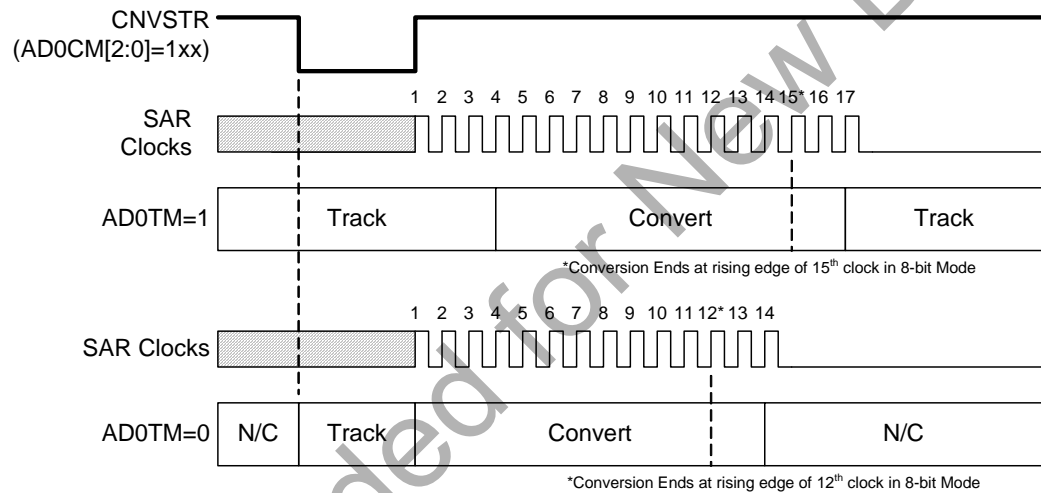 CNVSTR
(AD0CM[2:0]=1xx)
1 2 3 4 5 6 7 8 9 10 11 12 13 14 15* 16 17
SAR
Clocks
AD0TM=1
Track
Convert
Track
*Conversion Ends at rising edge of 15th clock in 8-bit Mode
1 2 3 4 5 6 7 8 9 10 11 12* 13 14
SAR Clocks
AD0TM=0
N/C
Track
Convert
N/C
*Conversion Ends at rising edge of 12th clock in 8-bit Mode
ded for New